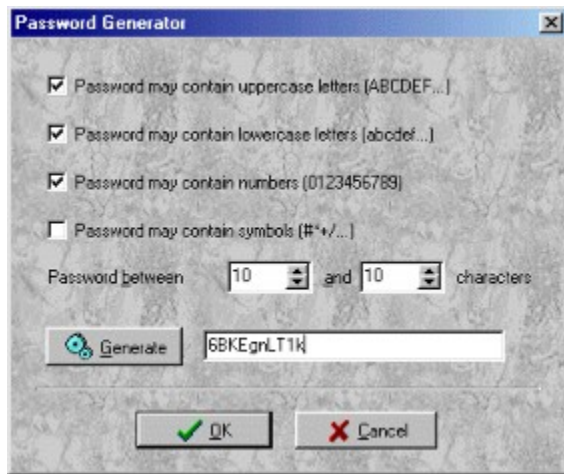 Password Generator
Password may contain uppercase letters (ABCDEF...)
Password may contain lowercase letters (abcdef...)
Password may contain numbers (0123456789)
Password may contain symbols (#*+/...)
Password between 10 and 10 characters
Generate 6BKEgnLT1k
OK Cancel